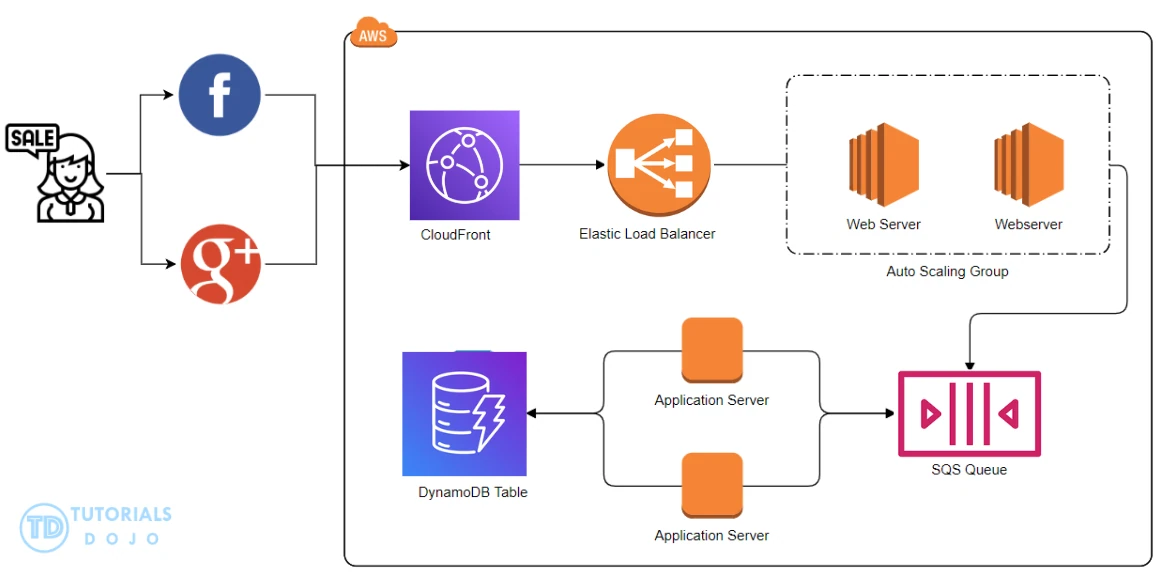 AWS
SALE
f
g+
CloudFront
Elastic Load Balancer
Web Server
Webserver
Auto Scaling Group
Application Server
SQS Queue
DynamoDB Table
Application Server
TD TUTORIALS
DOJO